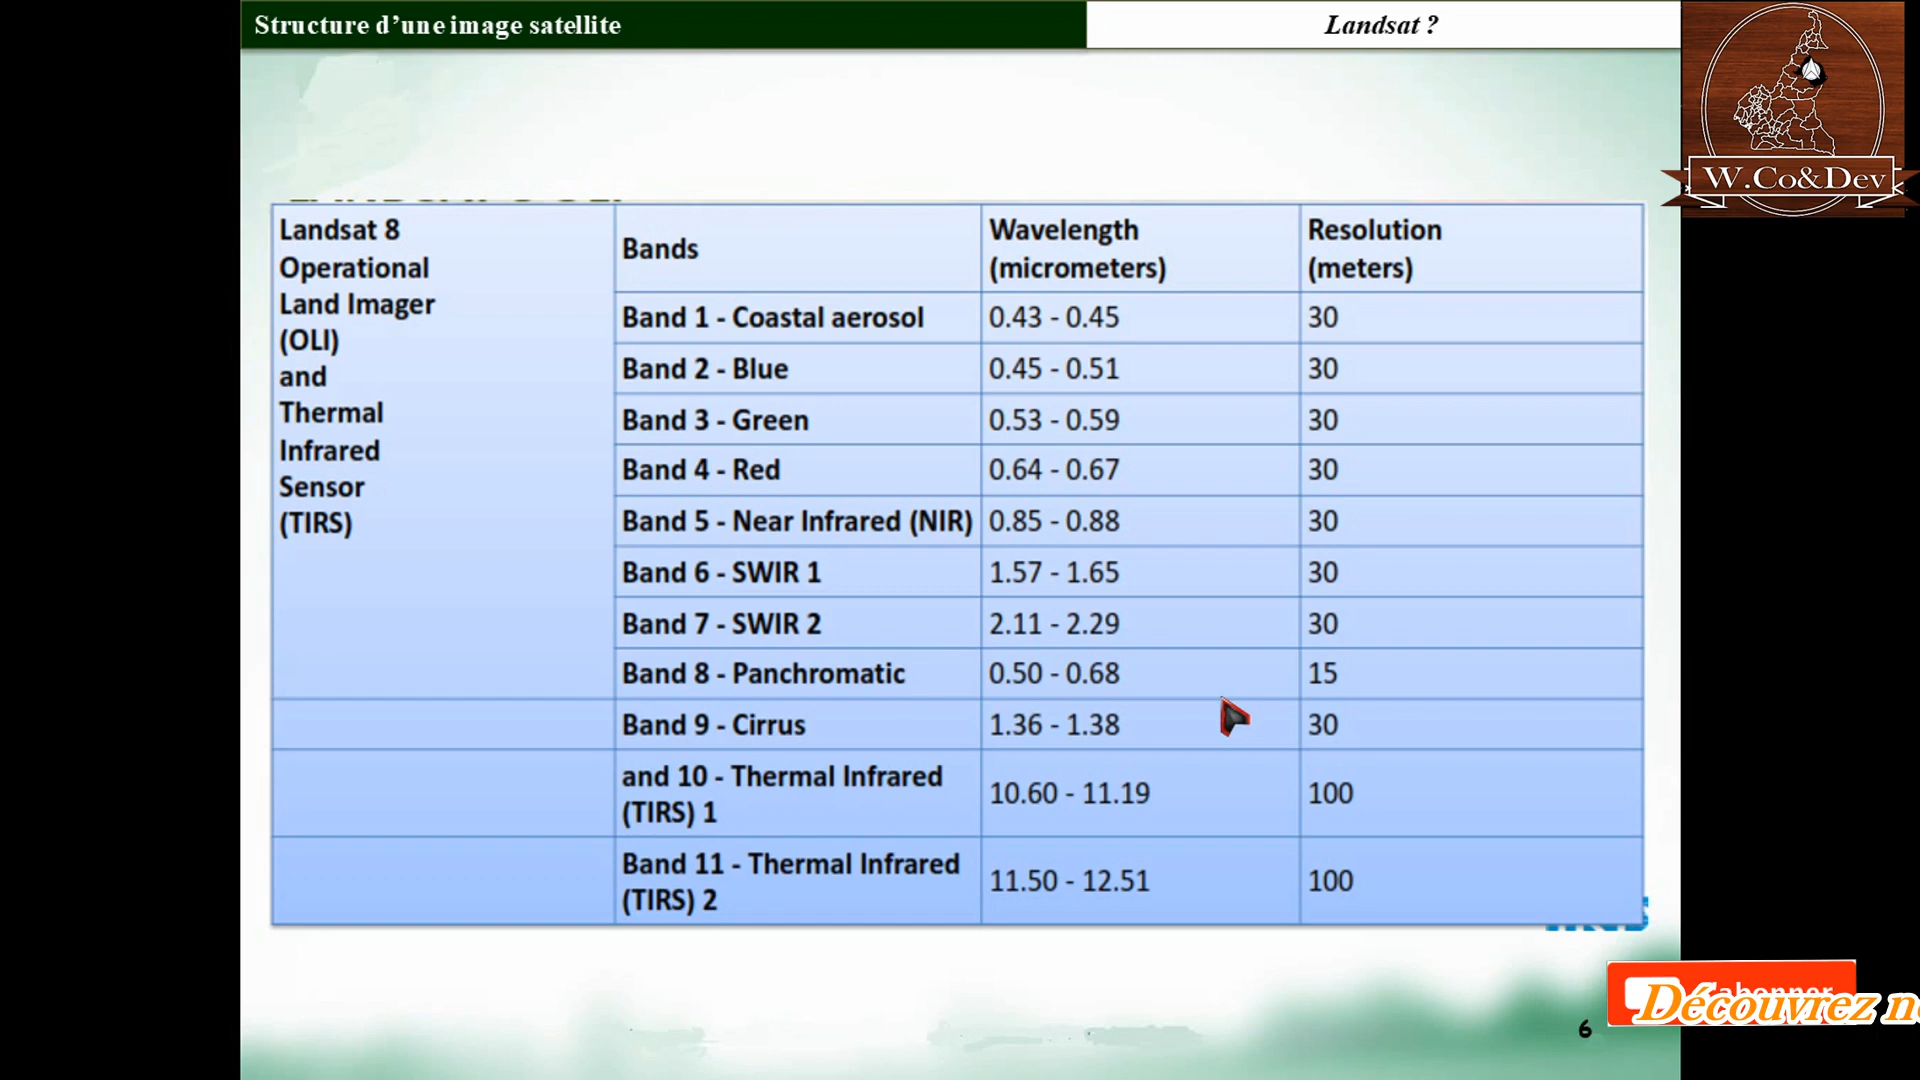 Structure d'une image satellite
Landsat ?
W.Co&Dev
Landsat 8
Operational
Land Imager
(OLI)
and
Thermal
Infrared
Sensor
(TIRS)
Bands
Wavelength
(micrometers)
Resolution
(meters)
Band 1 - Coastal aerosol 0.43 - 0.45 30
Band 2 - Blue 0.45 - 0.51 30
Band 3 - Green 0.53 - 0.59 30
Band 4 - Red 0.64 - 0.67 30
Band 5 - Near Infrared (NIR) 0.85 - 0.88 30
Band 6 - SWIR 1 1.57 - 1.65 30
Band 7 - SWIR 2 2.11 - 2.29 30
Band 8 - Panchromatic 0.50 - 0.68 15
Band 9 - Cirrus 1.36 - 1.38 30
and 10 - Thermal Infrared
(TIRS) 1
10.60 - 11.19 100
Band 11 - Thermal Infrared
(TIRS) 2
11.50 - 12.51 100
Découvrez n
6